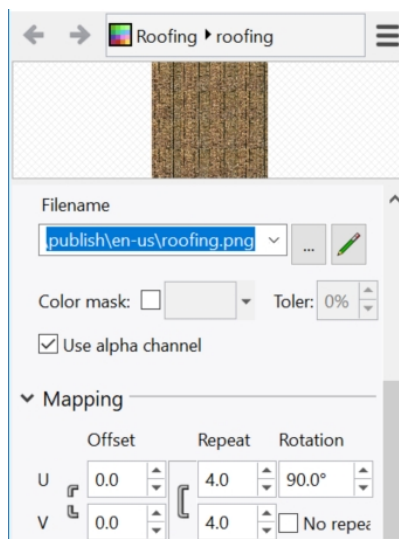 Roofing ▸ roofing
Filename
.publish\en-us\roofing.png
...
Color mask:
Toler: 0%
Use alpha channel
Mapping
Offset Repeat Rotation
U 0.0 4.0 90.0°
V 0.0 4.0 No